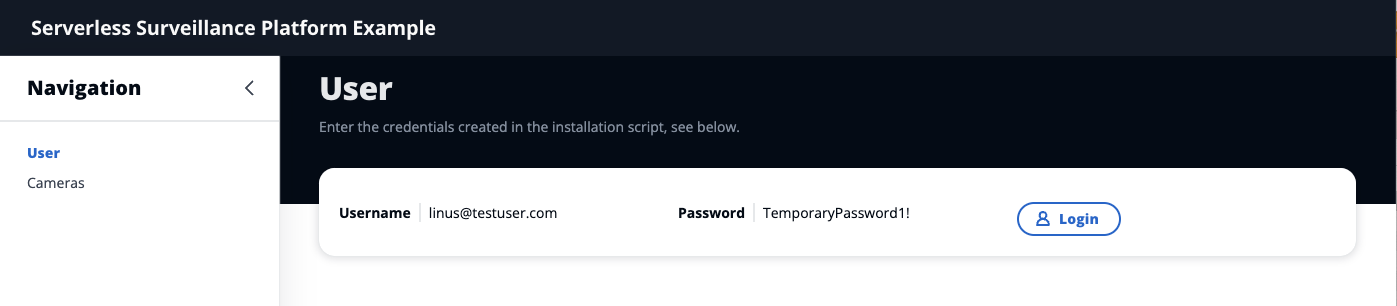 Serverless Surveillance Platform Example
Navigation
User
Cameras
User
Enter the credentials created in the installation script, see below.
Username linus@testuser.com Password TemporaryPassword1! Login